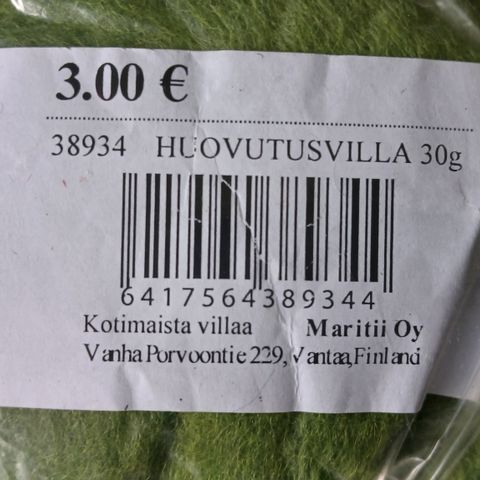 3.00 €
38934 HUOVUTUSVILLA 30g
6417564389344
Kotimaista villaa Maritii Oy
Vanha Porvoontie 229, Vantaa, Finland